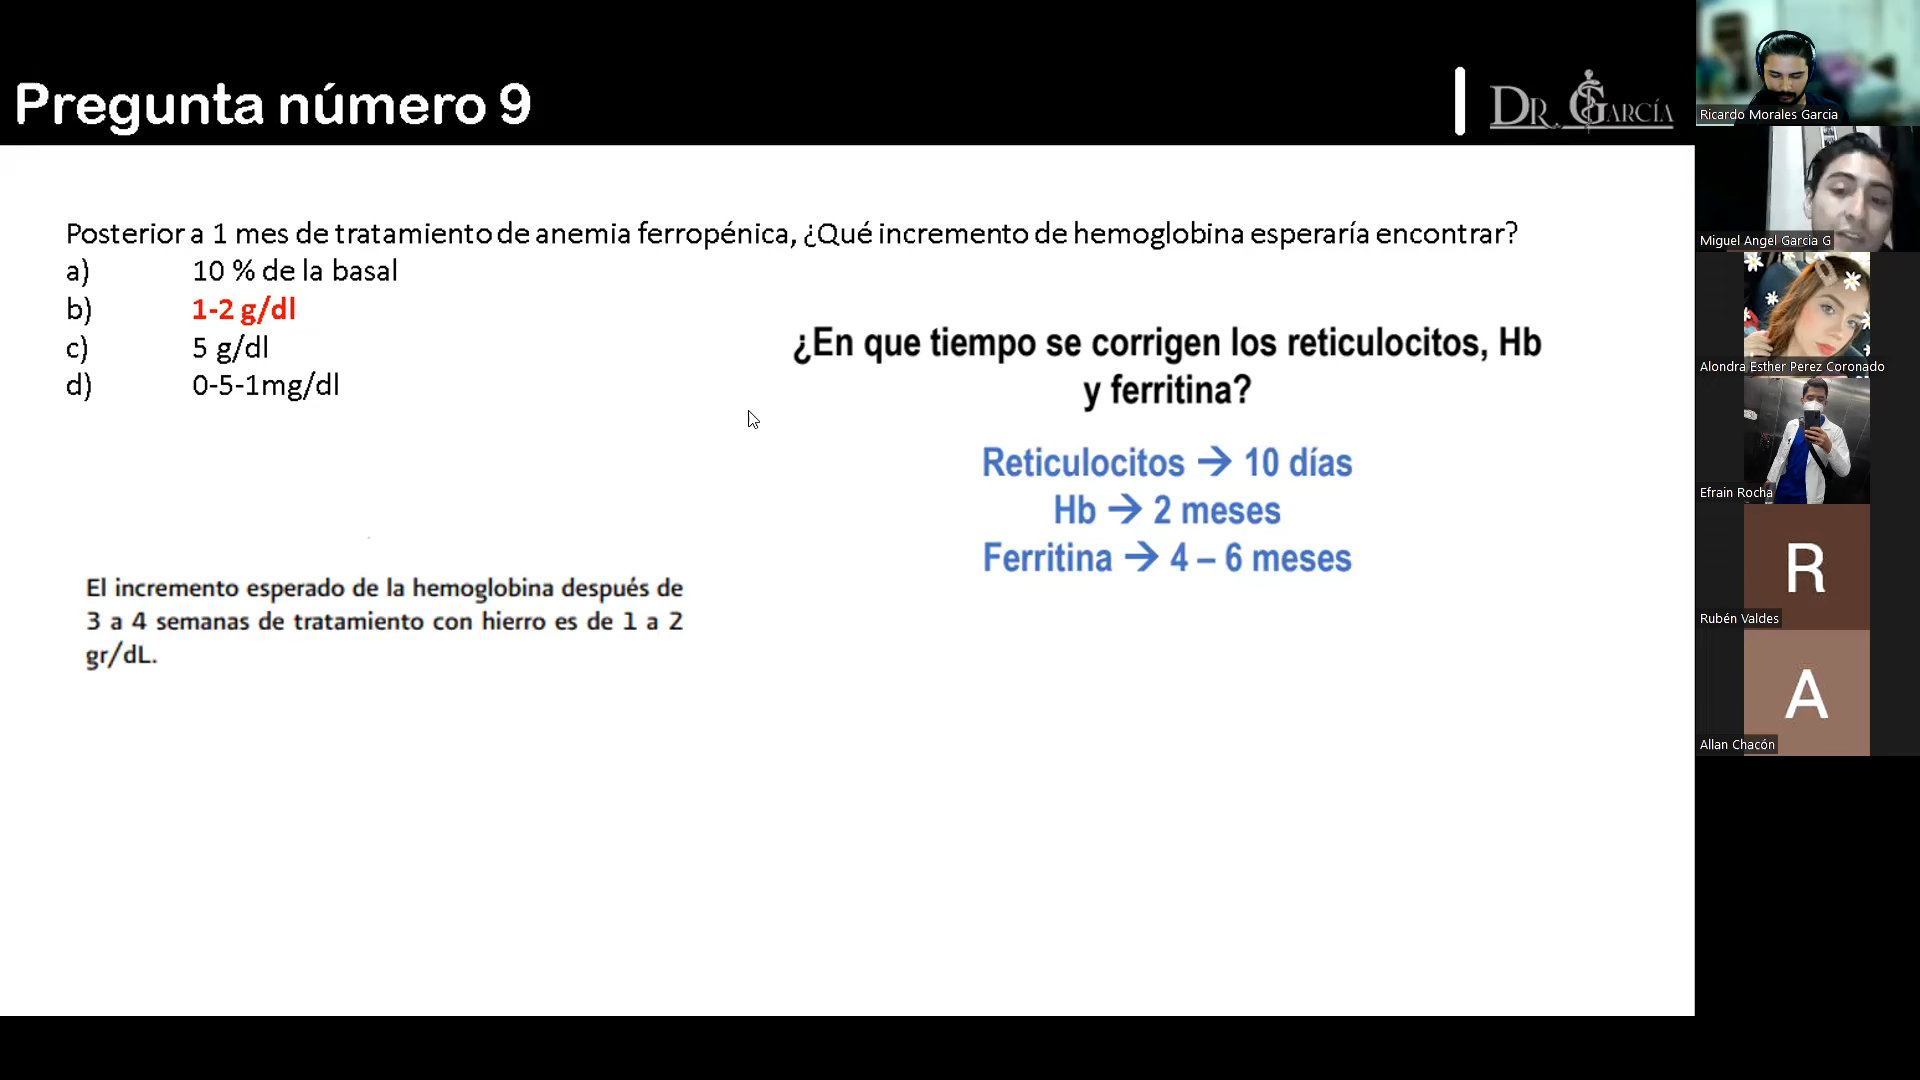 Pregunta número 9
DR. GARCÍA
Posterior a 1 mes de tratamiento de anemia ferropénica, ¿Qué incremento de hemoglobina esperaría encontrar?
a) 10 % de la basal
b) 1-2 g/dl
c) 5 g/dl
d) 0-5-1mg/dl
¿En que tiempo se corrigen los reticulocitos, Hb
y ferritina?
Reticulocitos → 10 días
Hb → 2 meses
Ferritina → 4 – 6 meses
El incremento esperado de la hemoglobina después de
3 a 4 semanas de tratamiento con hierro es de 1 a 2
gr/dL.
Ricardo Morales Garcia
Miguel Angel Garcia G
Alondra Esther Perez Coronado
Efrain Rocha
R
Rubén Valdes
A
Allan Chacón